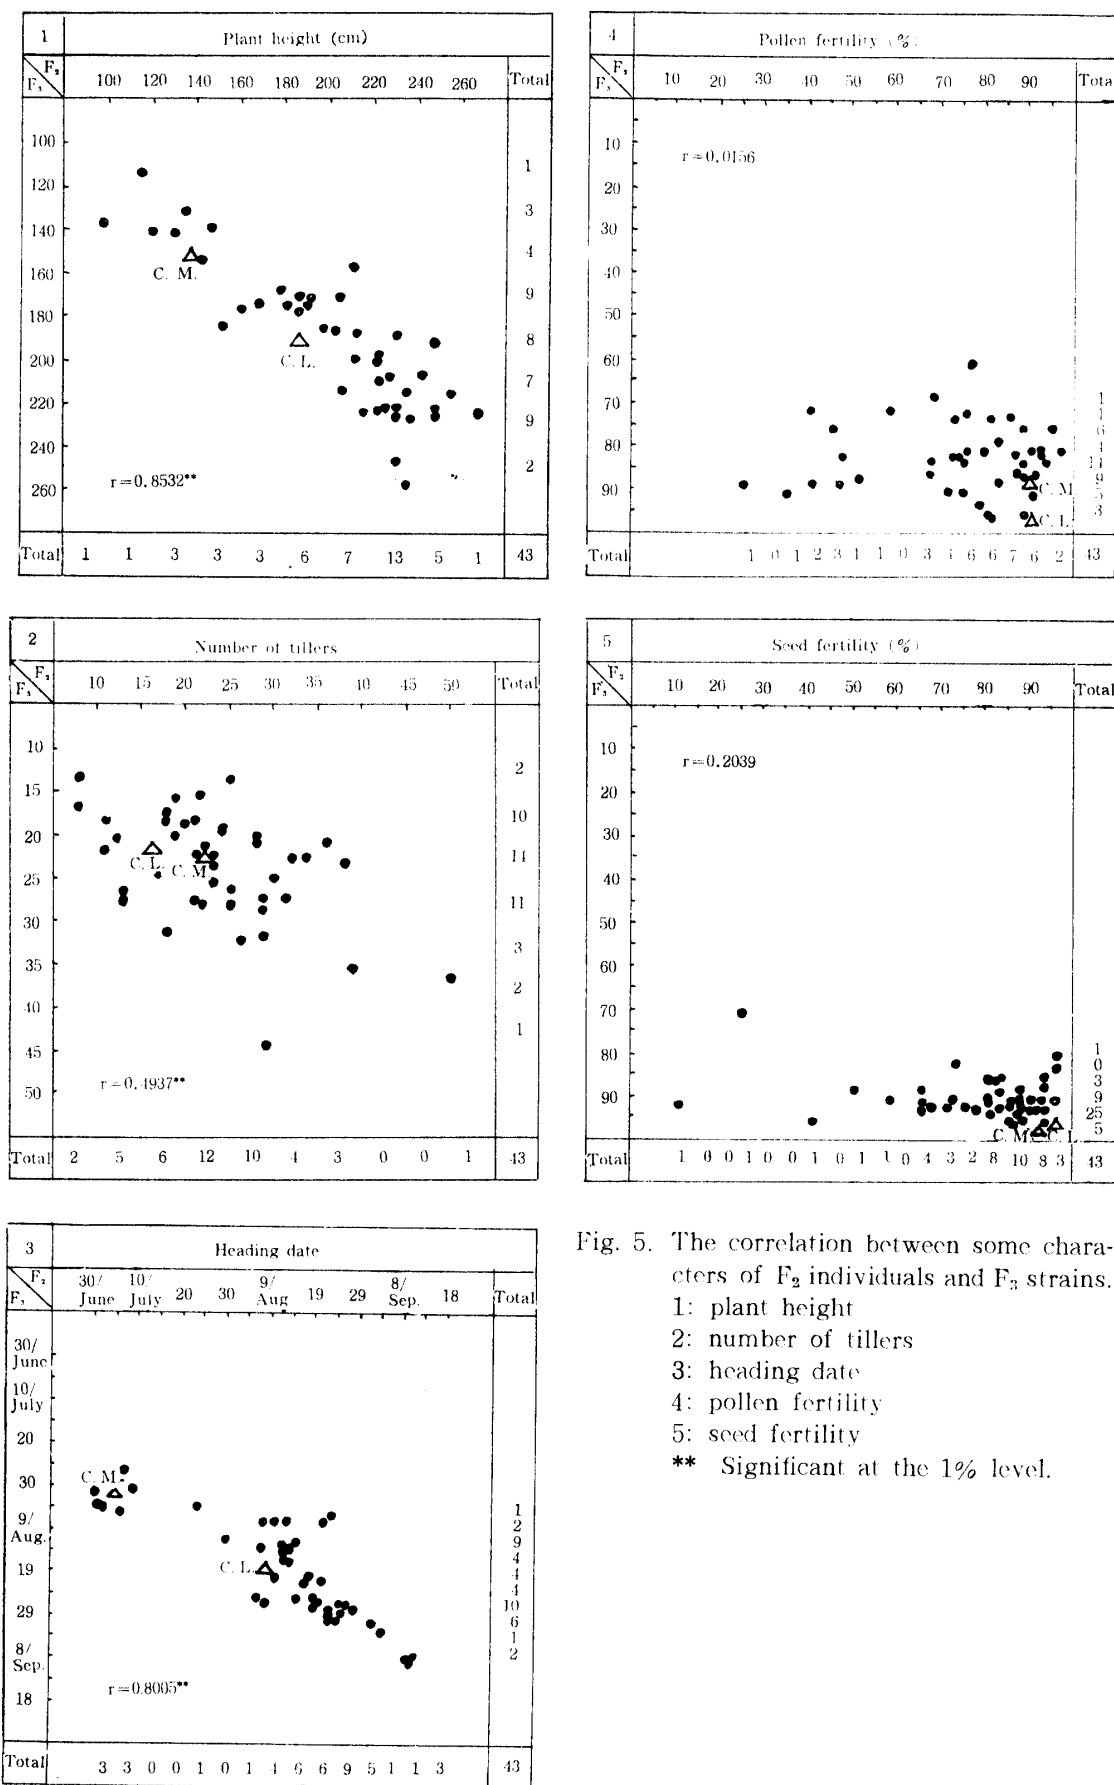 1
Plant height (cm)
F₂
F₃
100 120 140 160 186 206 220 240 260
Total
100
120
140
160
180
200
220
240
260
1
3
4
9
8
7
9
2
C. M.
C. L.
r=0.8532**
Total 1 1 3 3 3 6 7 13 5 1 43
2
Number of tillers
F₂
F₃
10 15 20 25 30 35 40 45 50
Total
10
15
20
25
30
35
40
45
50
2
10
14
11
3
2
1
C. L. C. M.
r=0.4937**
Total 2 5 6 12 10 4 3 0 0 1 43
3
Heading date
F₂
F₃
30/ June 10/ July 20 30 9/ Aug 19 29 8/ Sep. 18
Total
30/ June
10/ July
20
30
9/ Aug.
19
29
8/ Sep.
18
1
2
9
4
4
4
10
6
1
2
C. M.
C. L.
r=0.8005**
Total 3 3 0 0 1 0 1 4 6 6 9 5 1 1 3 43
4
Pollen fertility (%)
F₂
F₃
10 20 30 40 50 60 70 80 90
Total
10
20
30
40
50
60
70
80
90
r=0.0156
1
1
6
4
14
9
5
3
C. M
C. L.
Total 1 0 1 2 3 1 1 0 3 4 6 6 7 6 2 43
5
Seed fertility (%)
F₂
F₃
10 20 30 40 50 60 70 80 90
Total
10
20
30
40
50
60
70
80
90
r=0.2039
1
0
3
9
25
5
C. M. C. L
Total 1 0 0 1 0 0 1 0 1 1 0 4 3 2 8 10 8 3 43
Fig. 5. The correlation between some chara-
cters of F₂ individuals and F₃ strains.
1: plant height
2: number of tillers
3: heading date
4: pollen fertility
5: seed fertility
** Significant at the 1% level.